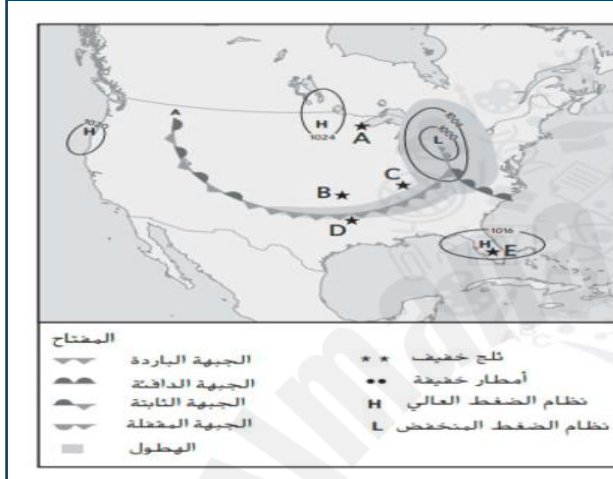 1020
H
A
H
1024
A
1004
1000
L
B
C
D
1016
H
E
المفتاح
الجبهة الباردة
الجبهة الدافئة
الجبهة الثابتة
الجبهة المقفلة
الهطول
ثلج خفيف
أمطار خفيفة
H نظام الضغط العالي
L نظام الضغط المنخفض